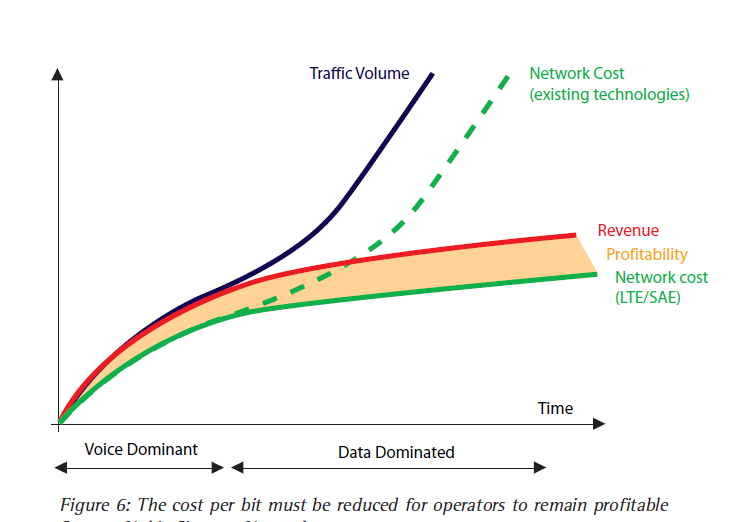 Traffic Volume
Network Cost
(existing technologies)
Revenue
Profitability
Network cost
(LTE/SAE)
Time
Voice Dominant
Data Dominated
Figure 6: The cost per bit must be reduced for operators to remain profitable